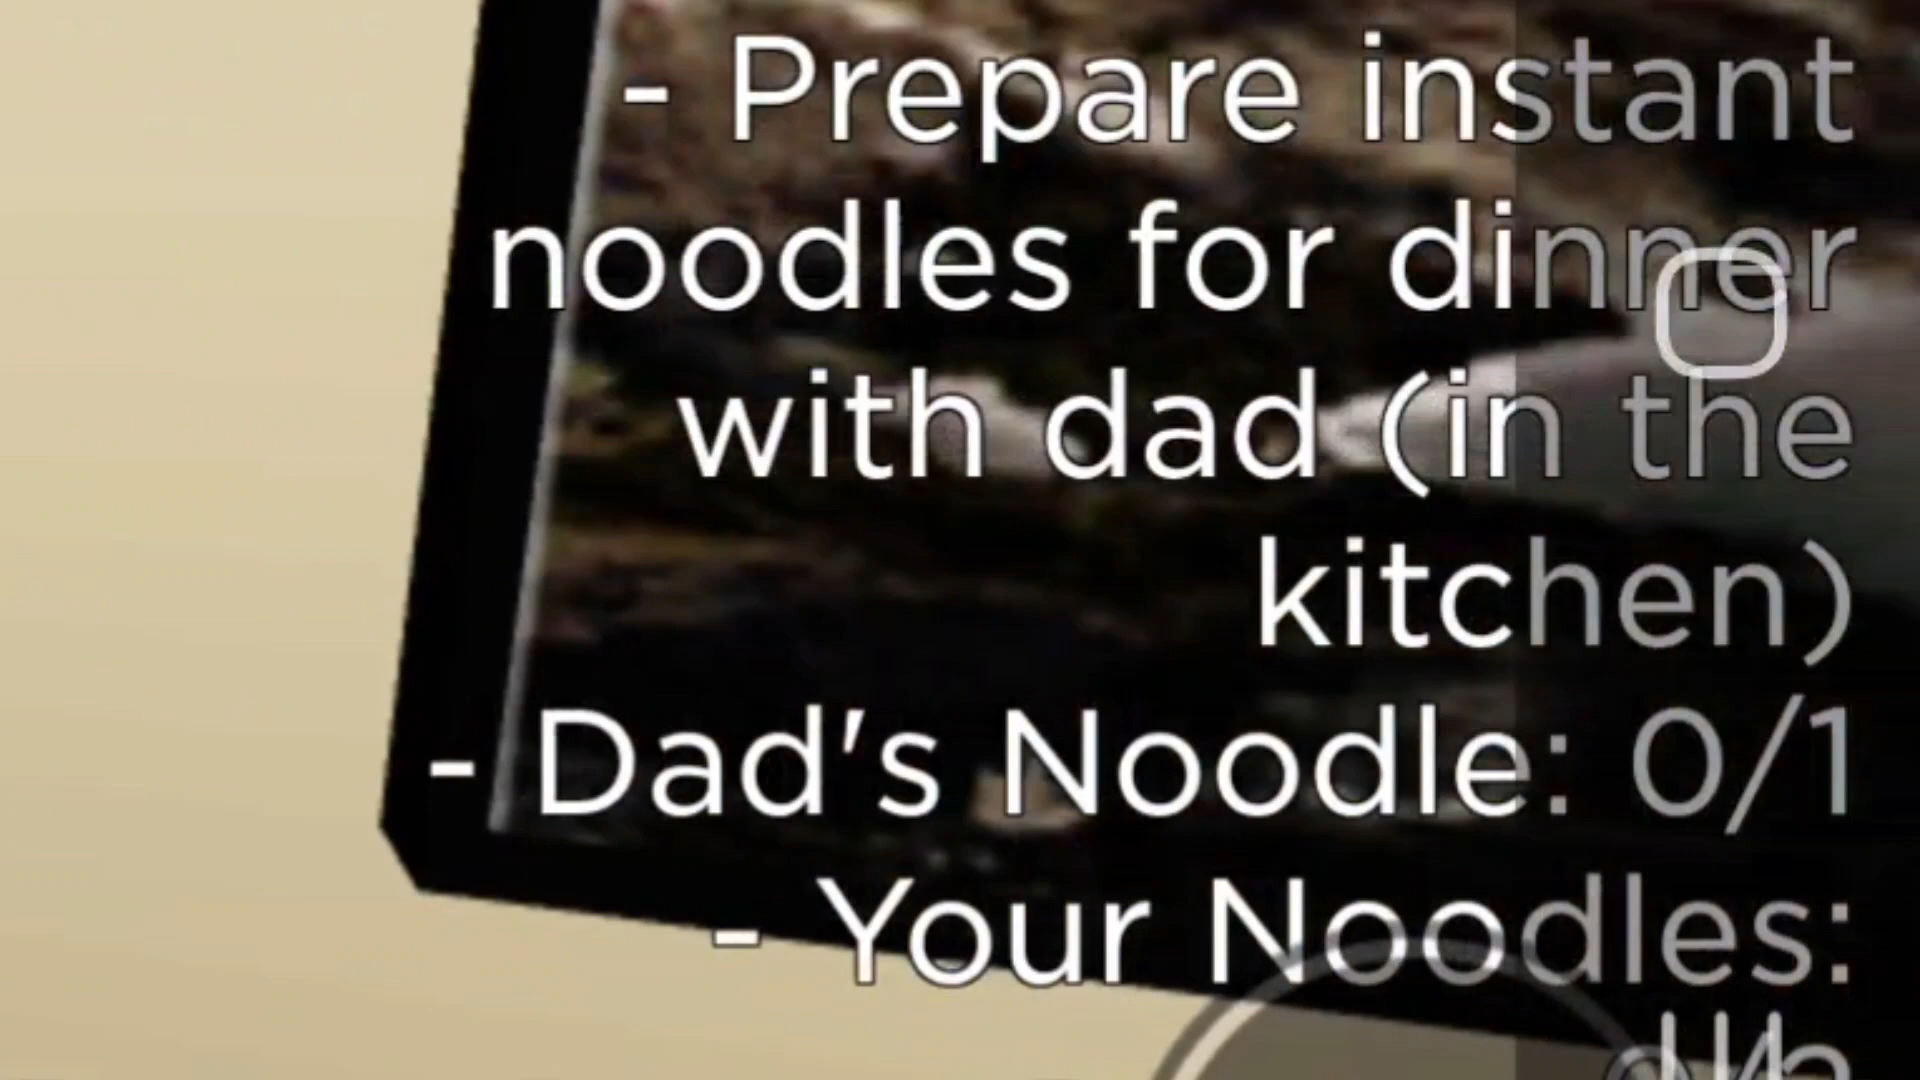 - Prepare instant
noodles for dinner
with dad (in the
kitchen)
- Dad's Noodle: 0/1
- Your Noodles: